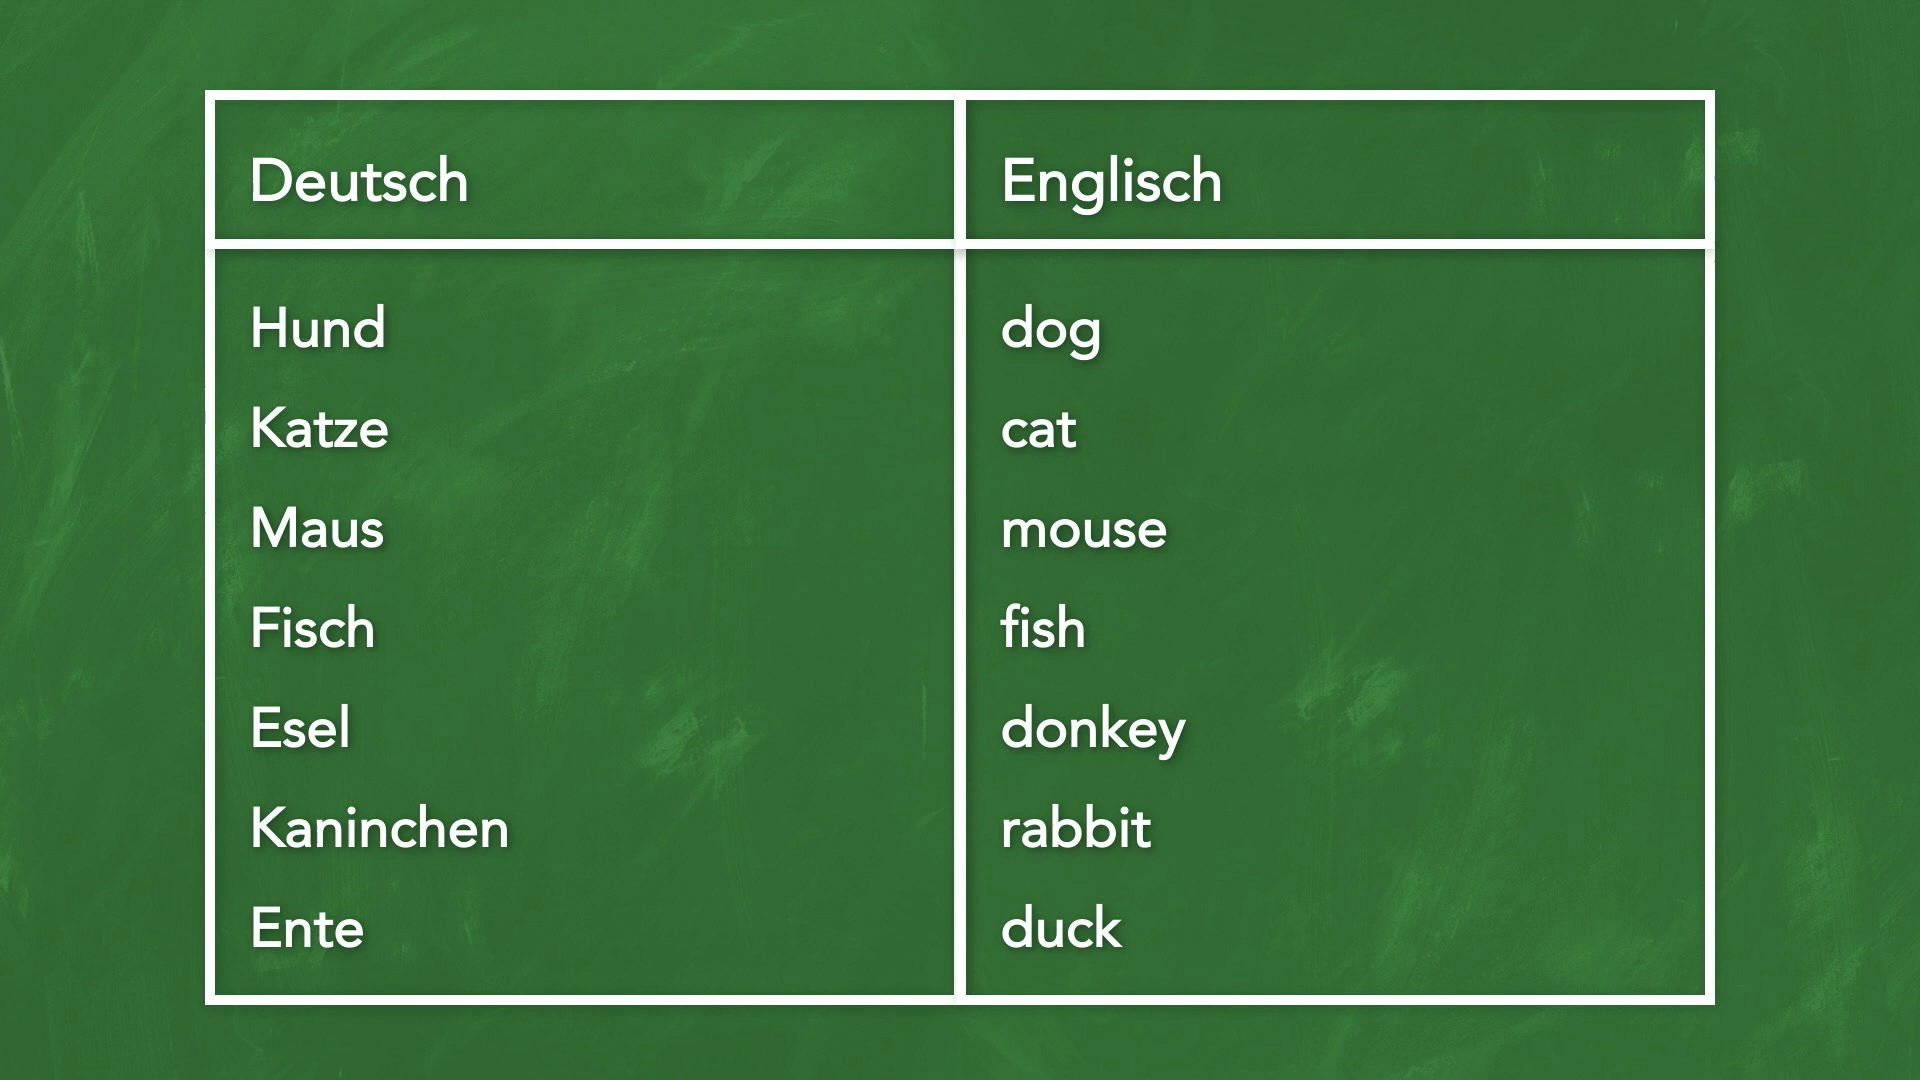 Deutsch Englisch
Hund dog
Katze cat
Maus mouse
Fisch fish
Esel donkey
Kaninchen rabbit
Ente duck